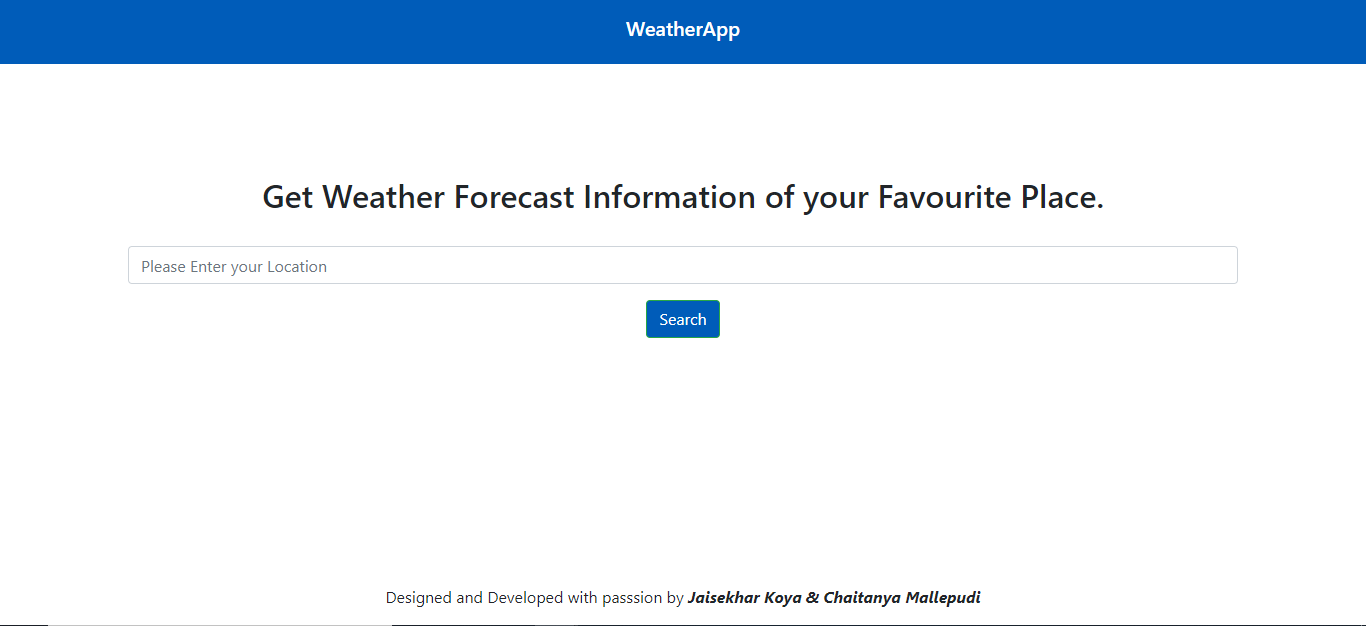 WeatherApp
Get Weather Forecast Information of your Favourite Place.
Please Enter your Location
Search
Designed and Developed with passsion by Jaisekhar Koya & Chaitanya Mallepudi